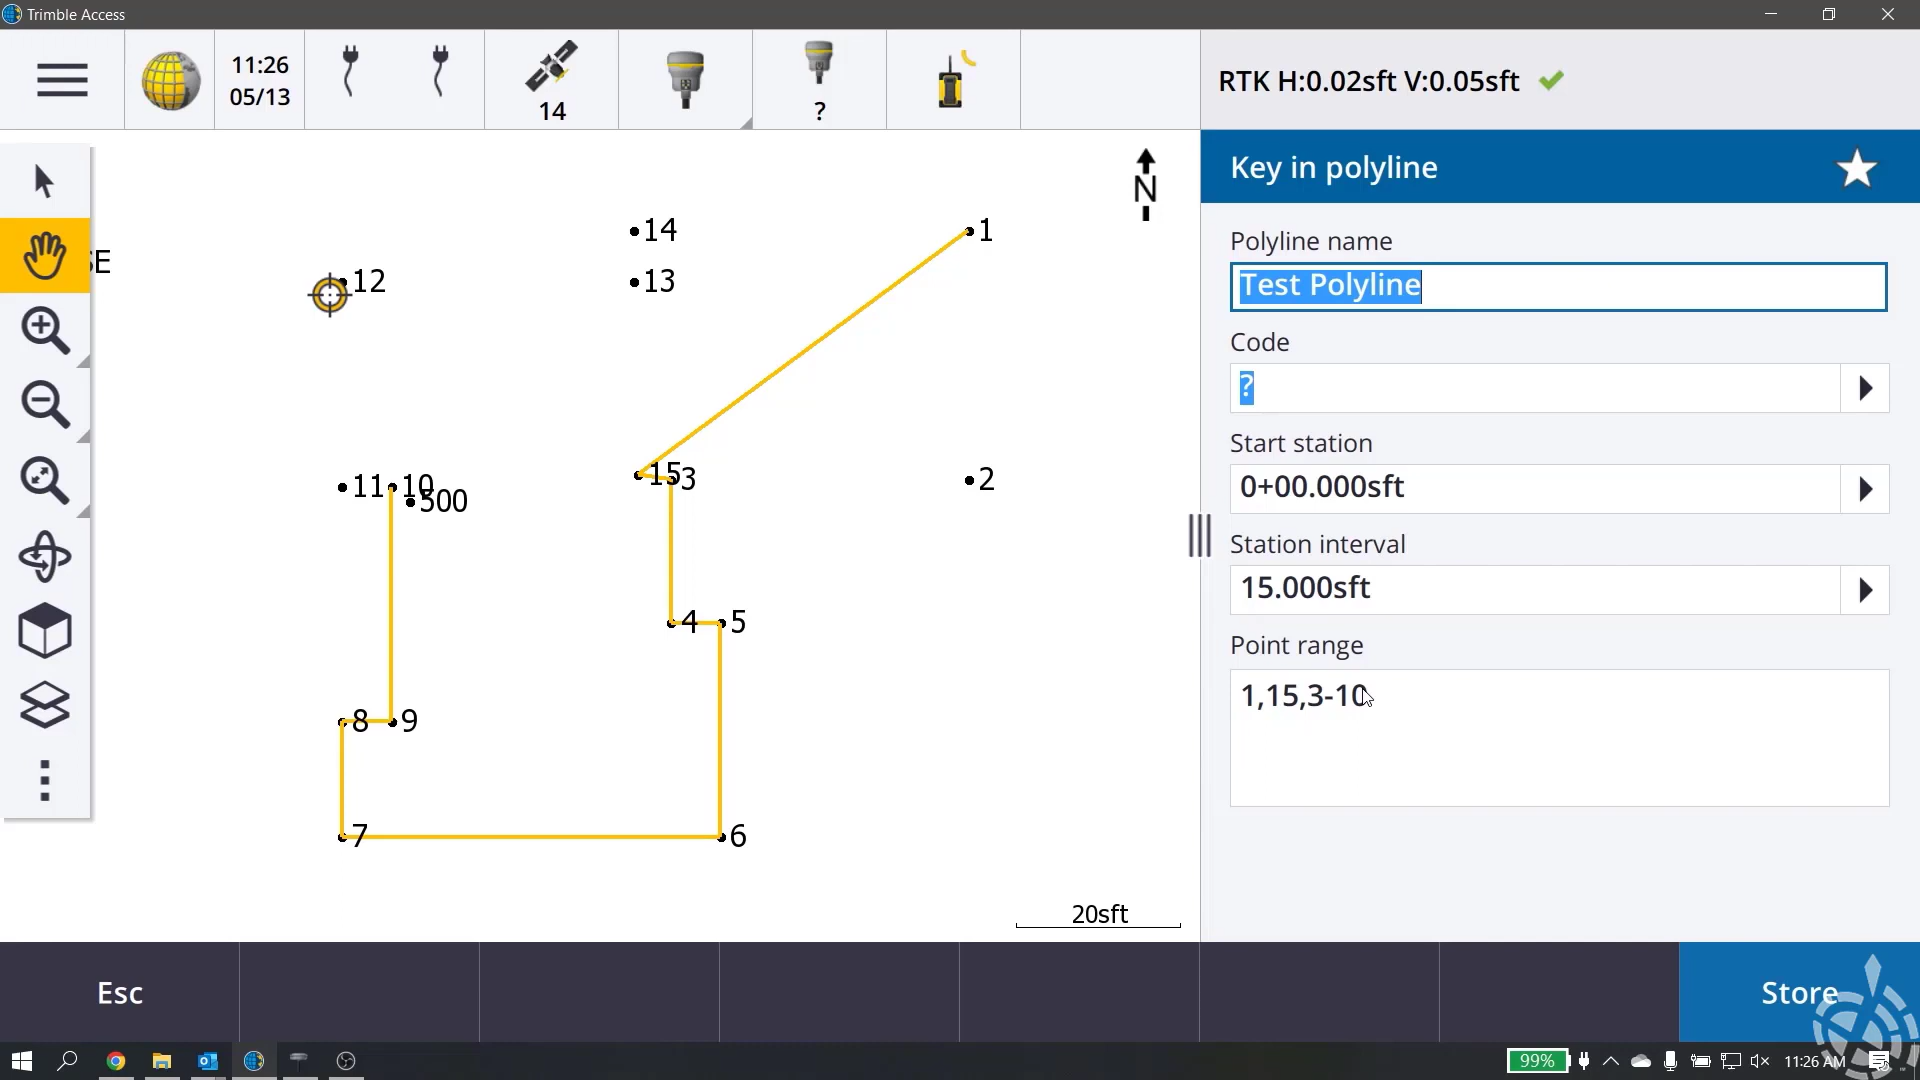 Trimble Access
11:26
05/13
14
?
RTK H:0.02sft V:0.05sft
Key in polyline
Polyline name
Test Polyline
Code
?
Start station
0+00.000sft
Station interval
15.000sft
Point range
1,15,3-10
N
14
1
12
13
11
10
500
15
3
2
4
5
8
9
7
6
20sft
Esc
Store
99%
11:26 AM